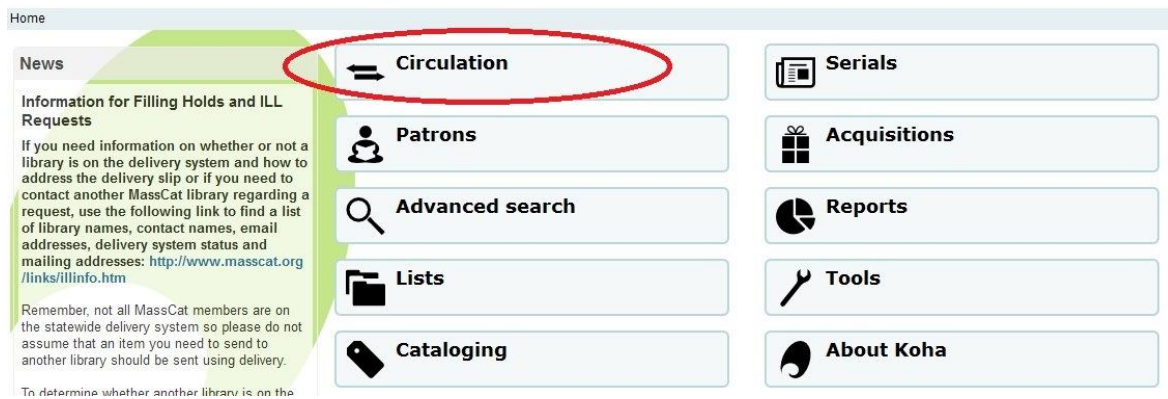 Home
News
Information for Filling Holds and ILL
Requests
If you need information on whether or not a
library is on the delivery system and how to
address the delivery slip or if you need to
contact another MassCat library regarding a
request, use the following link to find a list
of library names, contact names, email
addresses, delivery system status and
mailing addresses: http://www.masscat.org
/links/illinfo.htm
Remember, not all MassCat members are on
the statewide delivery system so please do not
assume that an item you need to send to
another library should be sent using delivery.
To determine whether another library is on the
Circulation
Patrons
Advanced search
Lists
Cataloging
Serials
Acquisitions
Reports
Tools
About Koha